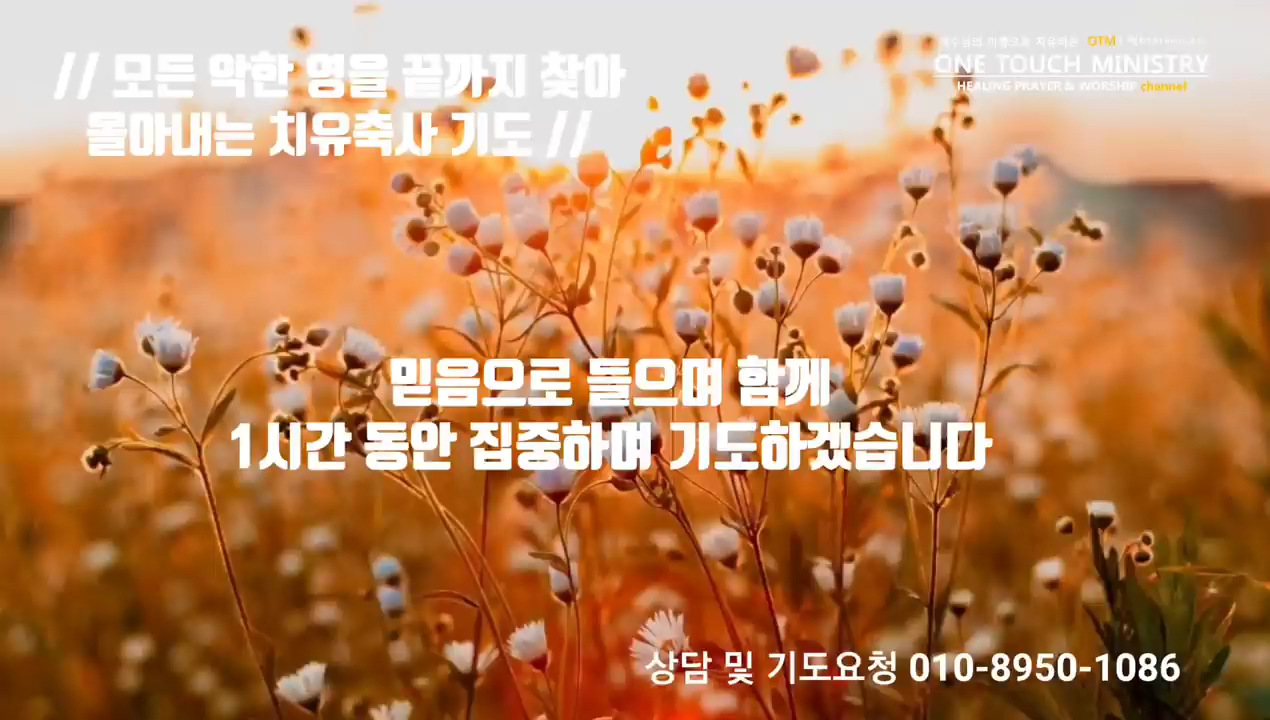 // 모든 악한 영을 끝까지 찾아
몰아내는 치유축사 기도 //
OTM
ONE TOUCH MINISTRY
HEALING PRAYER & WORSHIP channel
믿음으로 들으며 함께
1시간 동안 집중하며 기도하겠습니다
상담 및 기도요청 010-8950-1086